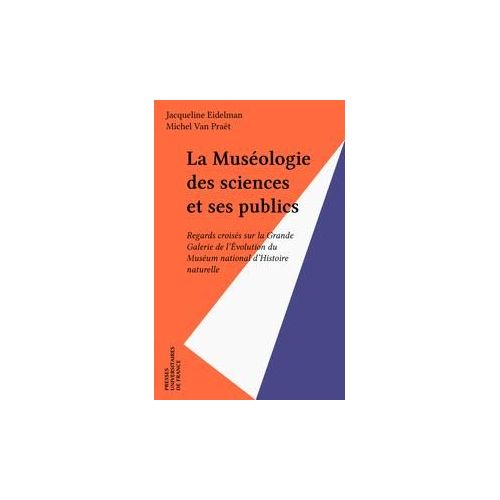 Jacqueline Eidelman
Michel Van Praët
La Muséologie
des sciences
et ses publics
Regards croisés sur la Grande
Galerie de l'Évolution du
Muséum national d'Histoire
naturelle
PRESSES
UNIVERSITAIRES
DE FRANCE